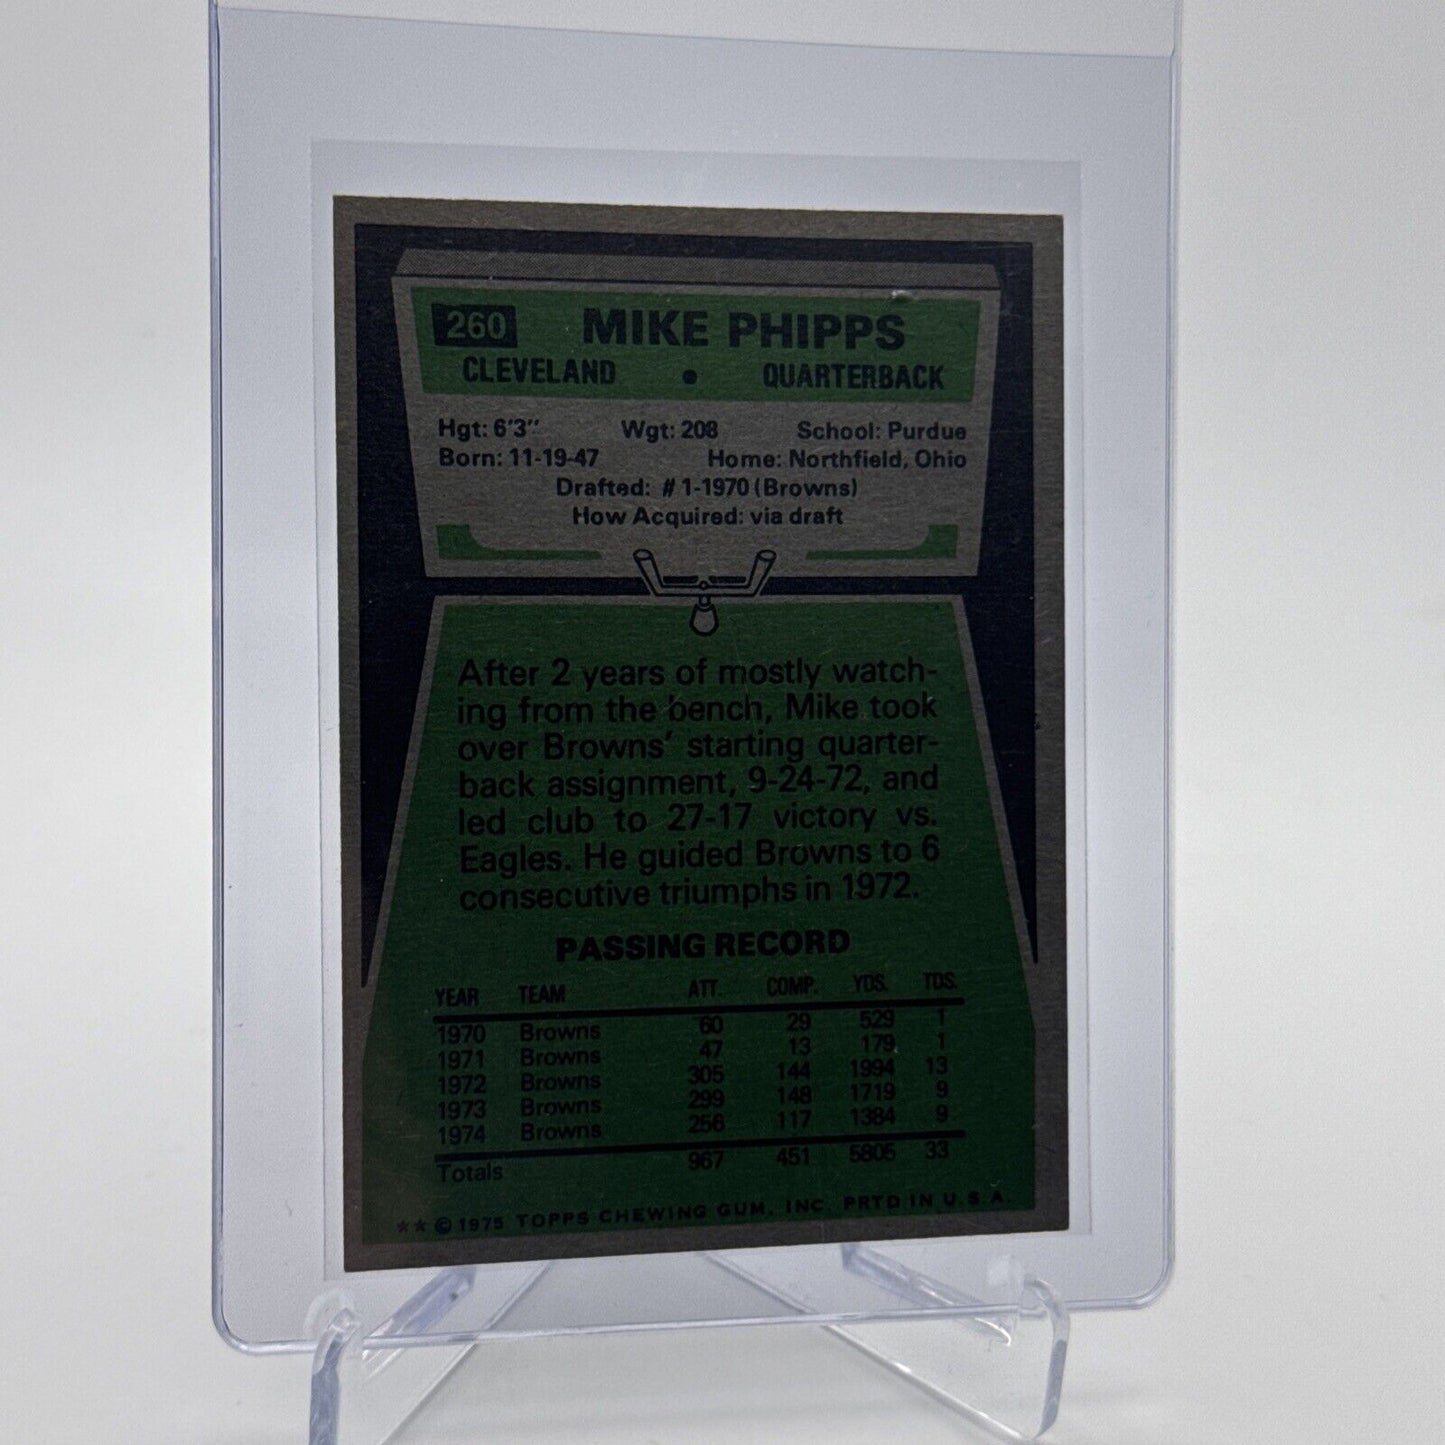 260 MIKE PHIPPS
CLEVELAND • QUARTERBACK
Hgt: 6'3" Wgt: 208 School: Purdue
Born: 11-19-47 Home: Northfield, Ohio
Drafted: #1-1970 (Browns)
How Acquired: via draft
After 2 years of mostly watch-
ing from the bench, Mike took
over Browns' starting quarter-
back assignment, 9-24-72, and
led club to 27-17 victory vs.
Eagles. He guided Browns to 6
consecutive triumphs in 1972.
PASSING RECORD
YEAR TEAM ATT. COMP. YDS. TDS.
1970 Browns 60 29 529 1
1971 Browns 47 13 179 1
1972 Browns 305 144 1994 13
1973 Browns 299 148 1719 9
1974 Browns 256 117 1384 9
Totals 967 451 5805 33
** © 1975 TOPPS CHEWING GUM, INC. PRTD IN U.S.A.